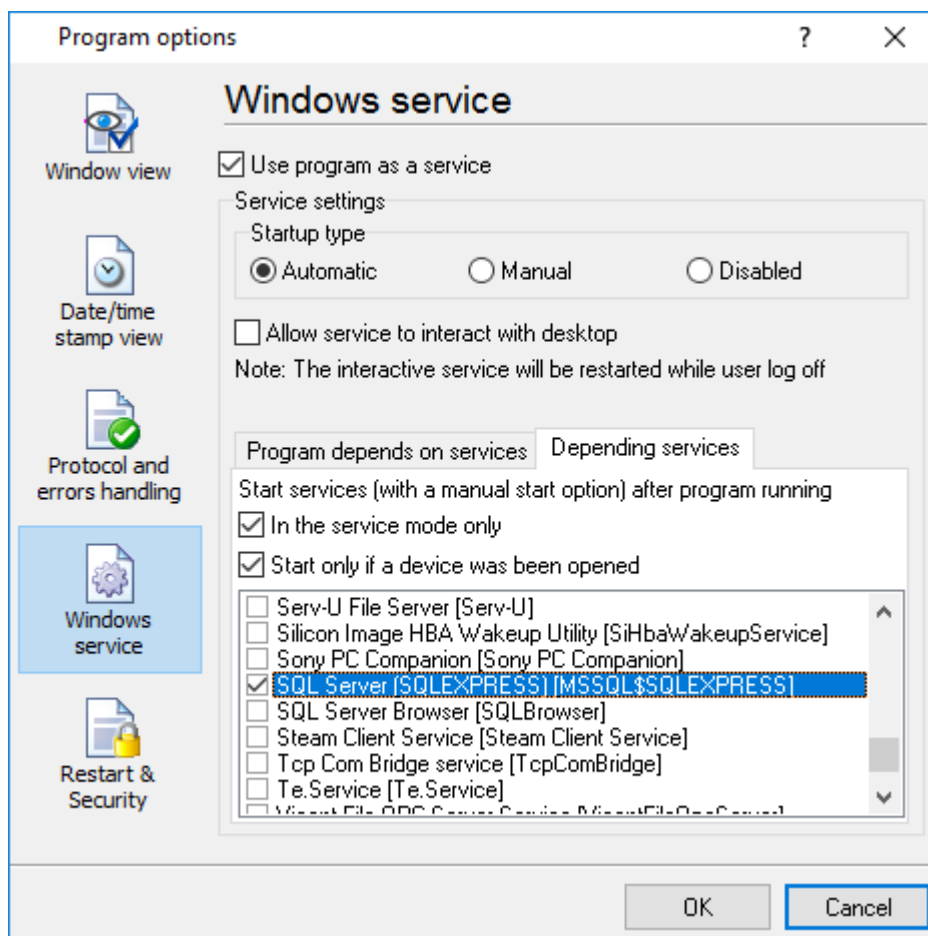 Program options
?
Windows service
Window view
Date/time
stamp view
Protocol and
errors handling
Windows
service
Restart &
Security
Use program as a service
Service settings
Startup type
Automatic
Manual
Disabled
Allow service to interact with desktop
Note: The interactive service will be restarted while user log off
Program depends on services
Depending services
Start services (with a manual start option) after program running
In the service mode only
Start only if a device was been opened
Serv-U File Server [Serv-U]
Silicon Image HBA Wakeup Utility [SiHbaWakeupService]
Sony PC Companion [Sony PC Companion]
SQL Server (SQLEXPRESS) [MSSQL$SQLEXPRESS]
SQL Server Browser [SQLBrowser]
Steam Client Service [Steam Client Service]
Tcp Com Bridge service [TcpComBridge]
Te.Service [Te.Service]
OK
Cancel